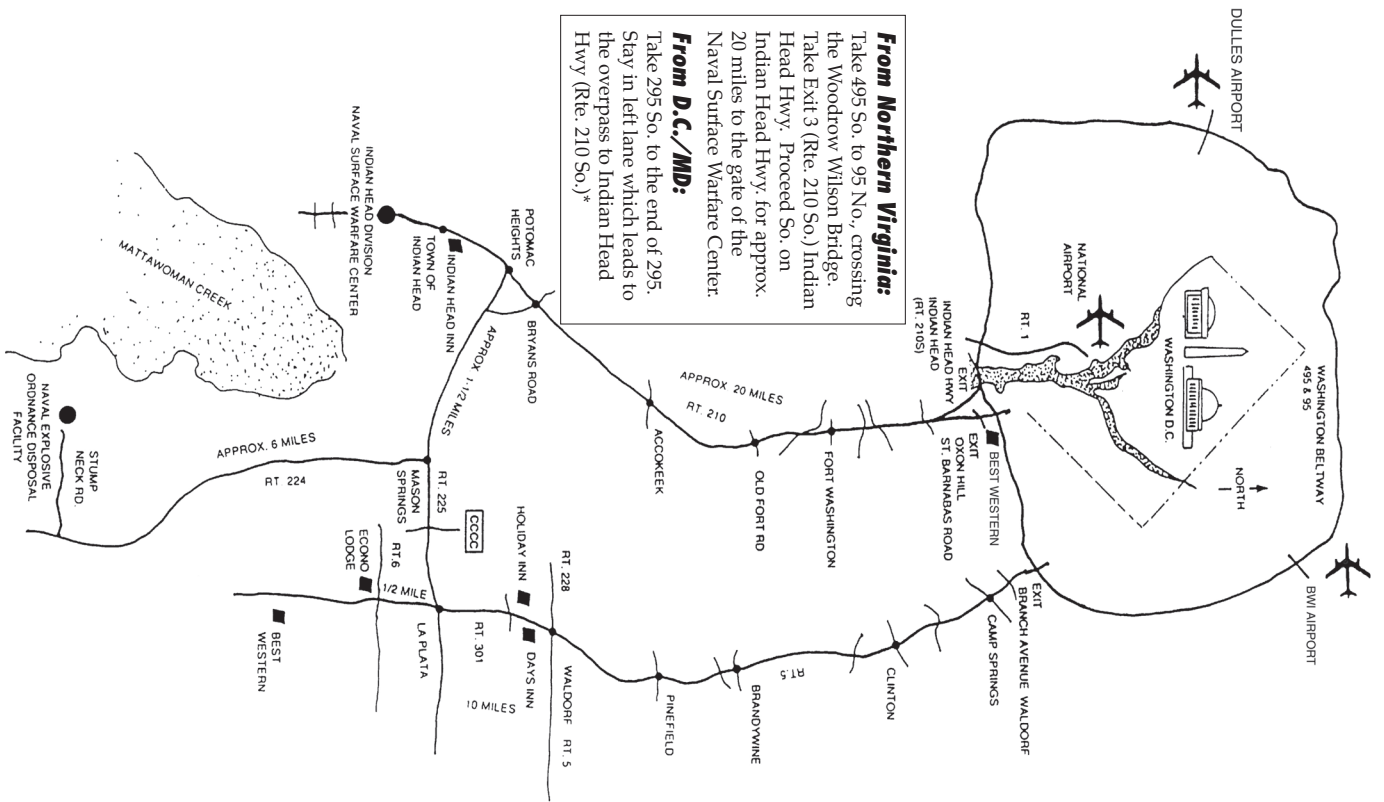 From Northern Virginia:
Take 495 So. to 95 No., crossing
the Woodrow Wilson Bridge.
Take Exit 3 (Rte. 210 So.) Indian
Head Hwy. Proceed So. on
Indian Head Hwy. for approx.
20 miles to the gate of the
Naval Surface Warfare Center.
From D.C./MD:
Take 295 So. to the end of 295.
Stay in left lane which leads to
the overpass to Indian Head
Hwy (Rte. 210 So.)*
DULLES AIRPORT
WASHINGTON BELTWAY
495 & 95
BWI AIRPORT
NORTH
WASHINGTON D.C.
NATIONAL
AIRPORT
RT. 1
EXIT
INDIAN HEAD HWY
INDIAN HEAD
(RT. 210S)
BEST WESTERN
EXIT
OXON HILL
ST. BARNABAS ROAD
EXIT
BRANCH AVENUE WALDORF
CAMP SPRINGS
CLINTON
RT.5
BRANDYWINE
PINEFIELD
FORT WASHINGTON
OLD FORT RD
APPROX 20 MILES
RT. 210
ACCOKEEK
BRYANS ROAD
POTOMAC
HEIGHTS
INDIAN HEAD INN
TOWN OF
INDIAN HEAD
INDIAN HEAD DIVISION
NAVAL SURFACE WARFARE CENTER
APPROX. 1-1/2 MILES
MATTAWOMAN CREEK
RT. 228
WALDORF RT. 5
HOLIDAY INN
DAYS INN
10 MILES
RT. 301
CCCC
RT. 225
MASON
SPRINGS
LA PLATA
1/2 MILE
RT.6
ECONO
LODGE
BEST
WESTERN
APPROX. 6 MILES
RT 224
STUMP
NECK RD.
NAVAL EXPLOSIVE
ORDNANCE DISPOSAL
FACILITY